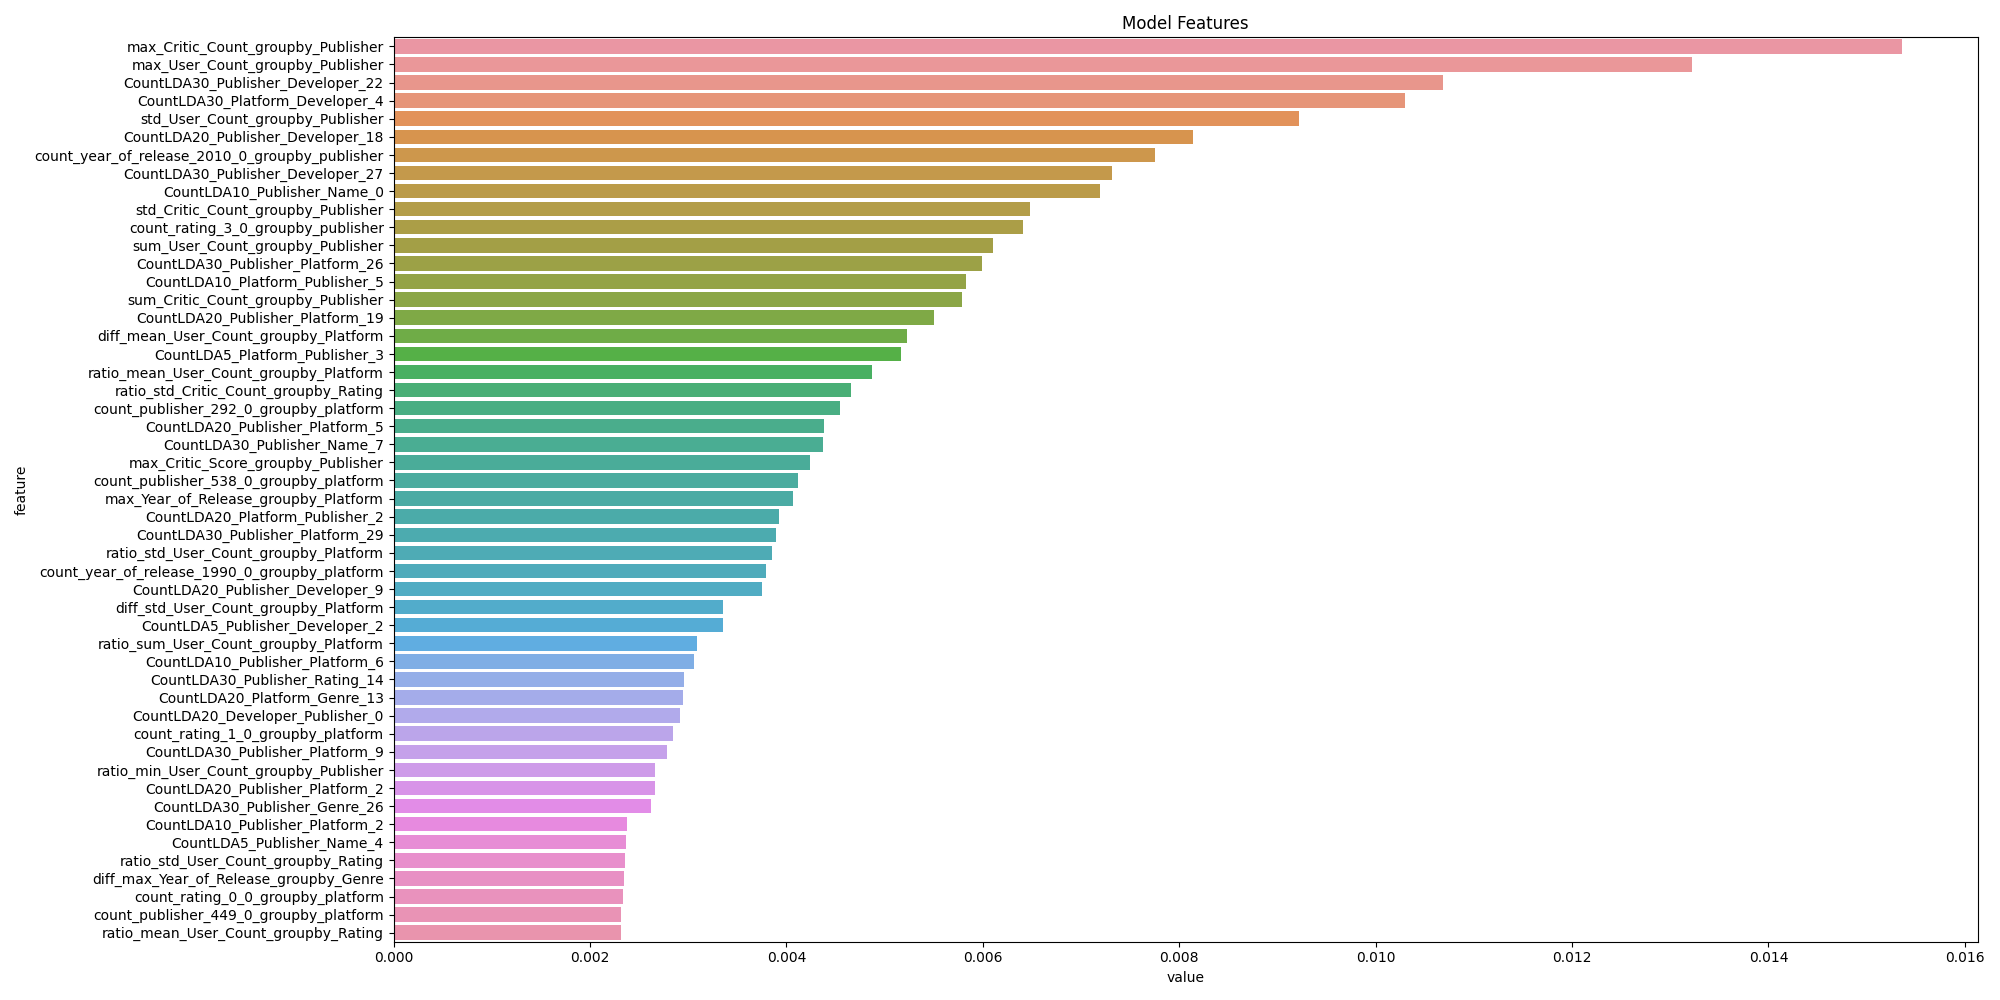 Model Features
max_Critic_Count_groupby_Publisher
max_User_Count_groupby_Publisher
CountLDA30_Publisher_Developer_22
CountLDA30_Platform_Developer_4
std_User_Count_groupby_Publisher
CountLDA20_Publisher_Developer_18
count_year_of_release_2010_0_groupby_publisher
CountLDA30_Publisher_Developer_27
CountLDA10_Publisher_Name_0
std_Critic_Count_groupby_Publisher
count_rating_3_0_groupby_publisher
sum_User_Count_groupby_Publisher
CountLDA30_Publisher_Platform_26
CountLDA10_Platform_Publisher_5
sum_Critic_Count_groupby_Publisher
CountLDA20_Publisher_Platform_19
diff_mean_User_Count_groupby_Platform
CountLDA5_Platform_Publisher_3
ratio_mean_User_Count_groupby_Platform
ratio_std_Critic_Count_groupby_Rating
count_publisher_292_0_groupby_platform
CountLDA20_Publisher_Platform_5
CountLDA30_Publisher_Name_7
max_Critic_Score_groupby_Publisher
count_publisher_538_0_groupby_platform
max_Year_of_Release_groupby_Platform
CountLDA20_Platform_Publisher_2
CountLDA30_Publisher_Platform_29
ratio_std_User_Count_groupby_Platform
count_year_of_release_1990_0_groupby_platform
CountLDA20_Publisher_Developer_9
diff_std_User_Count_groupby_Platform
CountLDA5_Publisher_Developer_2
ratio_sum_User_Count_groupby_Platform
CountLDA10_Publisher_Platform_6
CountLDA30_Publisher_Rating_14
CountLDA20_Platform_Genre_13
CountLDA20_Developer_Publisher_0
count_rating_1_0_groupby_platform
CountLDA30_Publisher_Platform_9
ratio_min_User_Count_groupby_Publisher
CountLDA20_Publisher_Platform_2
CountLDA30_Publisher_Genre_26
CountLDA10_Publisher_Platform_2
CountLDA5_Publisher_Name_4
ratio_std_User_Count_groupby_Rating
diff_max_Year_of_Release_groupby_Genre
count_rating_0_0_groupby_platform
count_publisher_449_0_groupby_platform
ratio_mean_User_Count_groupby_Rating
feature
0.000 0.002 0.004 0.006 0.008 0.010 0.012 0.014 0.016
value